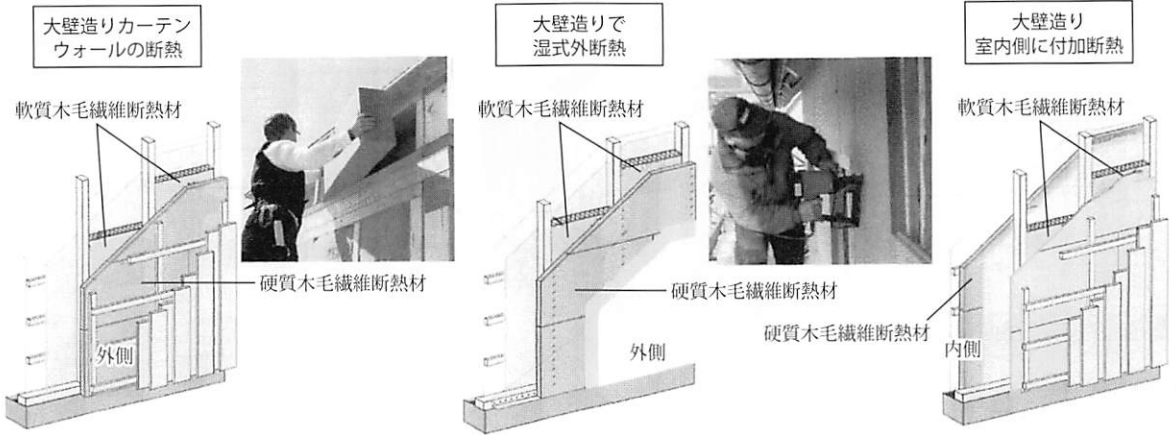 大壁造りカーテン
ウォールの断熱
軟質木毛繊維断熱材
硬質木毛繊維断熱材
外側
大壁造りで
湿式外断熱
軟質木毛繊維断熱材
硬質木毛繊維断熱材
外側
大壁造り
室内側に付加断熱
軟質木毛繊維断熱材
硬質木毛繊維断熱材
内側